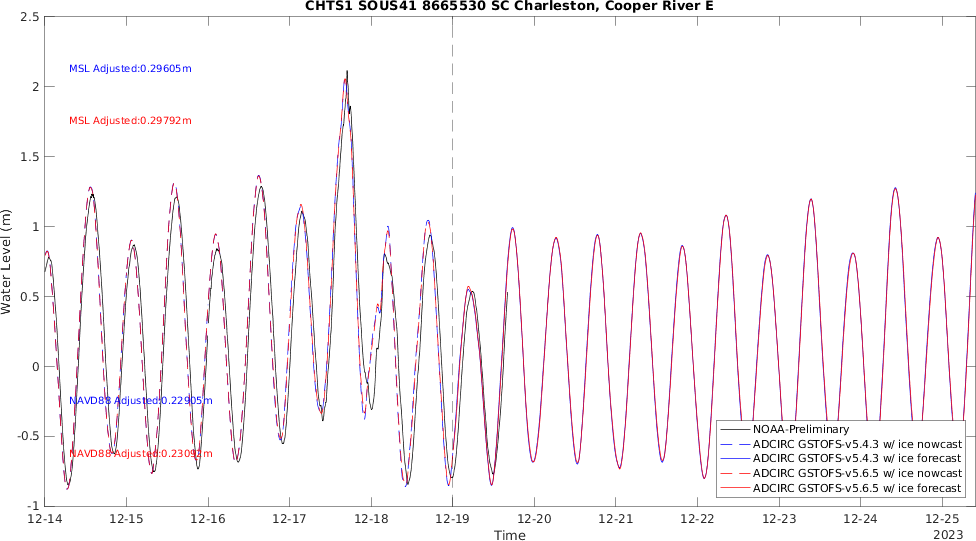 CHTS1 SOUS41 8665530 SC Charleston, Cooper River E
2.5
2
1.5
1
0.5
0
-0.5
-1
Water Level (m)
MSL Adjusted:0.29605m
MSL Adjusted:0.29792m
NAVD88 Adjusted:0.22905m
NAVD88 Adjusted:0.23092m
NOAA-Preliminary
ADCIRC GSTOFS-v5.4.3 w/ ice nowcast
ADCIRC GSTOFS-v5.4.3 w/ ice forecast
ADCIRC GSTOFS-v5.6.5 w/ ice nowcast
ADCIRC GSTOFS-v5.6.5 w/ ice forecast
12-14 12-15 12-16 12-17 12-18 12-19 12-20 12-21 12-22 12-23 12-24 12-25
Time
2023